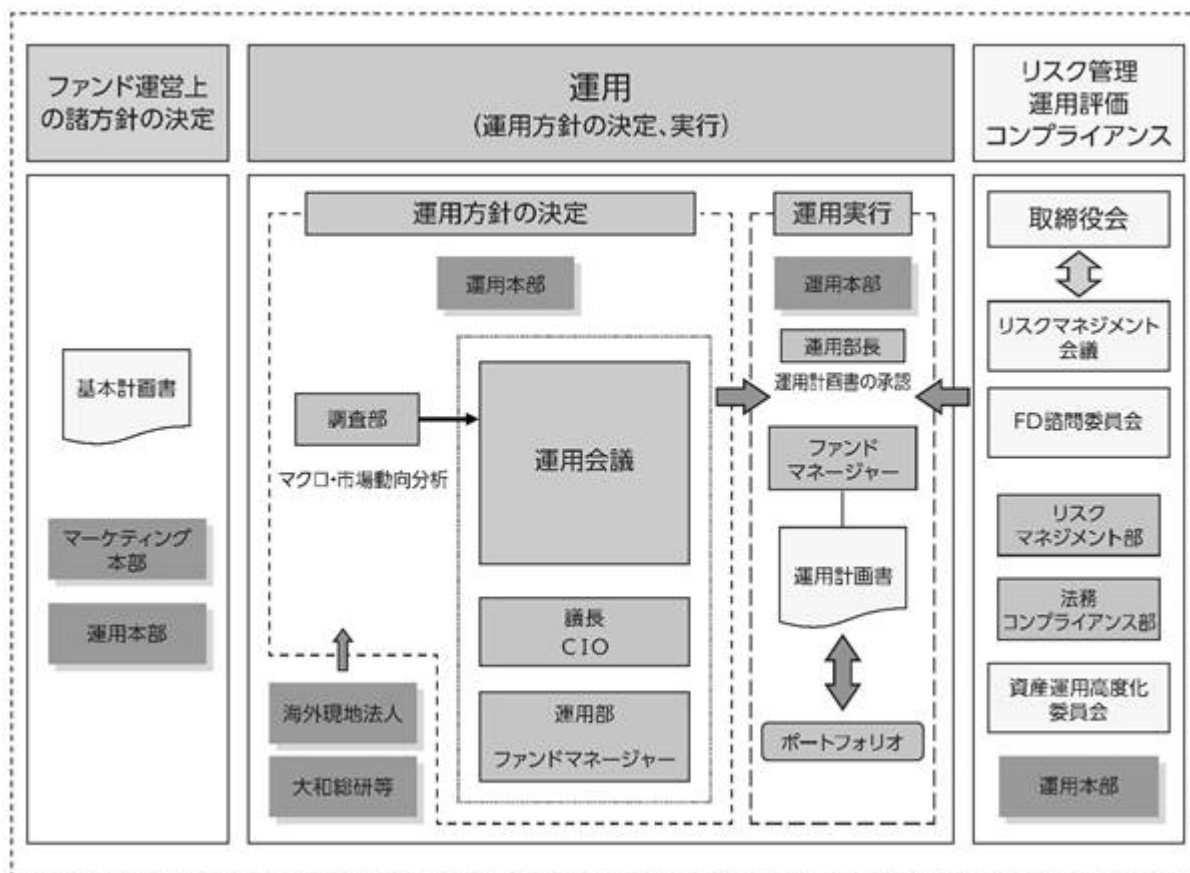 ファンド運営上
の諸方針の決定
運用
(運用方針の決定、実行)
リスク管理
運用評価
コンプライアンス
基本計画書
マーケティング
本部
運用本部
運用方針の決定
運用本部
調査部
マクロ・市場動向分析
運用会議
議長
CIO
運用部
ファンドマネージャー
海外現地法人
大和総研等
運用実行
運用本部
運用部長
運用計画書の承認
ファンド
マネージャー
運用計画書
ポートフォリオ
取締役会
リスクマネジメント
会議
FD諮問委員会
リスク
マネジメント部
法務
コンプライアンス部
資産運用高度化
委員会
運用本部